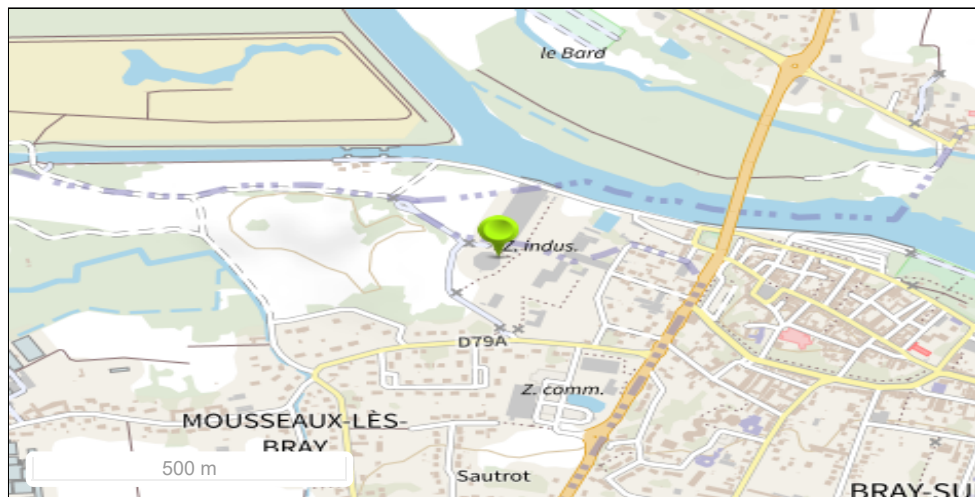 le Bard
Z. indus.
D79A
Z. comm.
MOUSSEAUX-LÈS-
BRAY
500 m
Sautrot
BRAY-SU